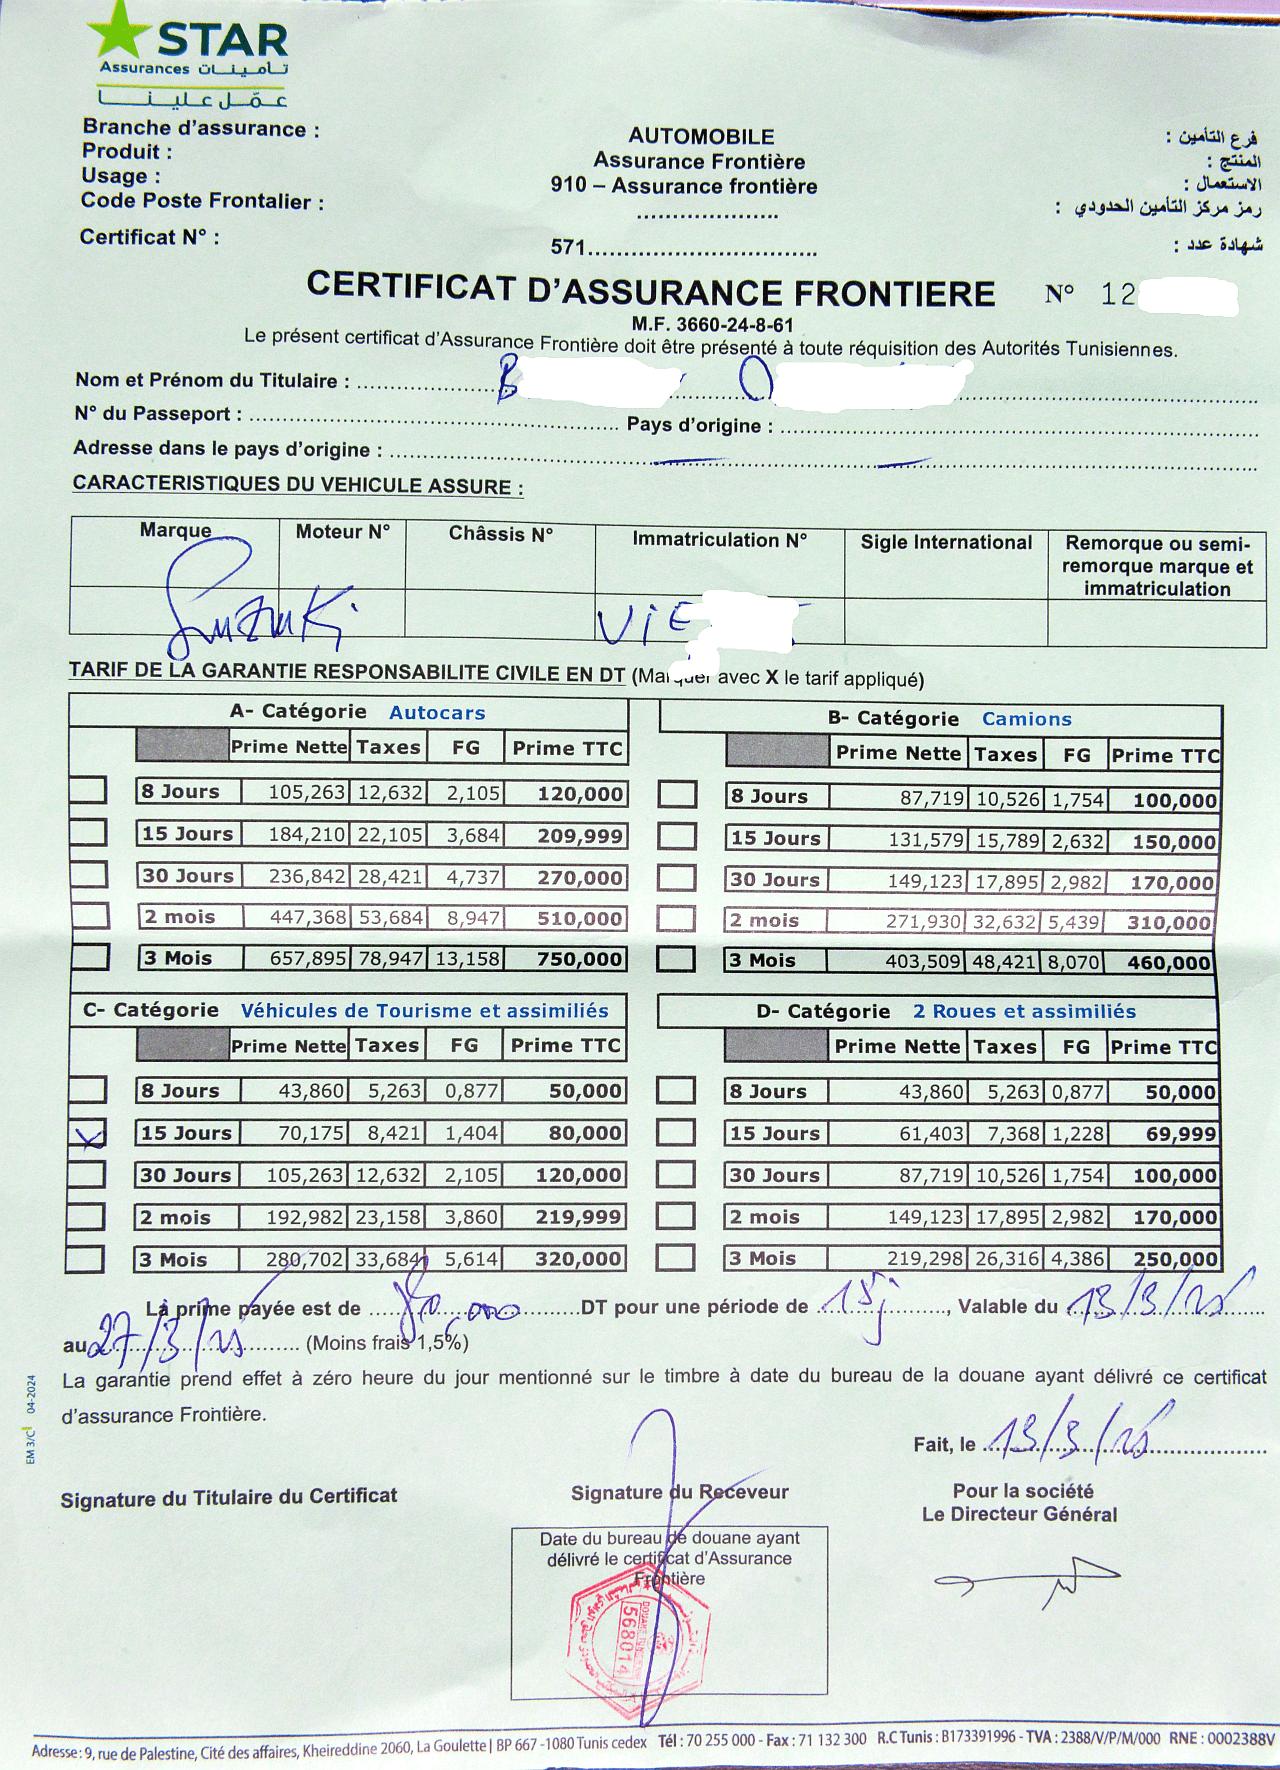 STAR
Assurances تأمينات
عـمّـل عـلـيـنـا
Branche d'assurance : AUTOMOBILE فرع التأمين :
Produit : Assurance Frontière المنتج :
Usage : 910 – Assurance frontière الاستعمال :
Code Poste Frontalier : .................... رمز مركز التأمين الحدودي :
Certificat N° : 571................................. شهادة عدد :
CERTIFICAT D'ASSURANCE FRONTIERE N° 12
M.F. 3660-24-8-61
Le présent certificat d'Assurance Frontière doit être présenté à toute réquisition des Autorités Tunisiennes.
Nom et Prénom du Titulaire : B O
N° du Passeport : Pays d'origine :
Adresse dans le pays d'origine :
CARACTERISTIQUES DU VEHICULE ASSURE :
Marque Moteur N° Châssis N° Immatriculation N° Sigle International Remorque ou semi-remorque marque et immatriculation
Suzuki ViE
TARIF DE LA GARANTIE RESPONSABILITE CIVILE EN DT (Marquer avec X le tarif appliqué)
A- Catégorie Autocars
Prime Nette Taxes FG Prime TTC
8 Jours 105,263 12,632 2,105 120,000
15 Jours 184,210 22,105 3,684 209,999
30 Jours 236,842 28,421 4,737 270,000
2 mois 447,368 53,684 8,947 510,000
3 Mois 657,895 78,947 13,158 750,000
B- Catégorie Camions
Prime Nette Taxes FG Prime TTC
8 Jours 87,719 10,526 1,754 100,000
15 Jours 131,579 15,789 2,632 150,000
30 Jours 149,123 17,895 2,982 170,000
2 mois 271,930 32,632 5,439 310,000
3 Mois 403,509 48,421 8,070 460,000
C- Catégorie Véhicules de Tourisme et assimiliés
Prime Nette Taxes FG Prime TTC
8 Jours 43,860 5,263 0,877 50,000
X 15 Jours 70,175 8,421 1,404 80,000
30 Jours 105,263 12,632 2,105 120,000
2 mois 192,982 23,158 3,860 219,999
3 Mois 280,702 33,684 5,614 320,000
D- Catégorie 2 Roues et assimiliés
Prime Nette Taxes FG Prime TTC
8 Jours 43,860 5,263 0,877 50,000
15 Jours 61,403 7,368 1,228 69,999
30 Jours 87,719 10,526 1,754 100,000
2 mois 149,123 17,895 2,982 170,000
3 Mois 219,298 26,316 4,386 250,000
La prime payée est de 80,000 DT pour une période de 15j, Valable du 13/3/25
au 27/3/25 (Moins frais 1,5%)
La garantie prend effet à zéro heure du jour mentionné sur le timbre à date du bureau de la douane ayant délivré ce certificat
d'assurance Frontière.
EM 3/C 04-2024
Fait, le 13/3/25
Signature du Titulaire du Certificat Signature du Receveur Pour la société
Le Directeur Général
Date du bureau de douane ayant
délivré le certificat d'Assurance
Frontière
568014
Adresse : 9, rue de Palestine, Cité des affaires, Kheireddine 2060, La Goulette | BP 667 -1080 Tunis cedex Tél : 70 255 000 - Fax : 71 132 300 R.C Tunis : B173391996 - TVA : 2388/V/P/M/000 RNE : 0002388V